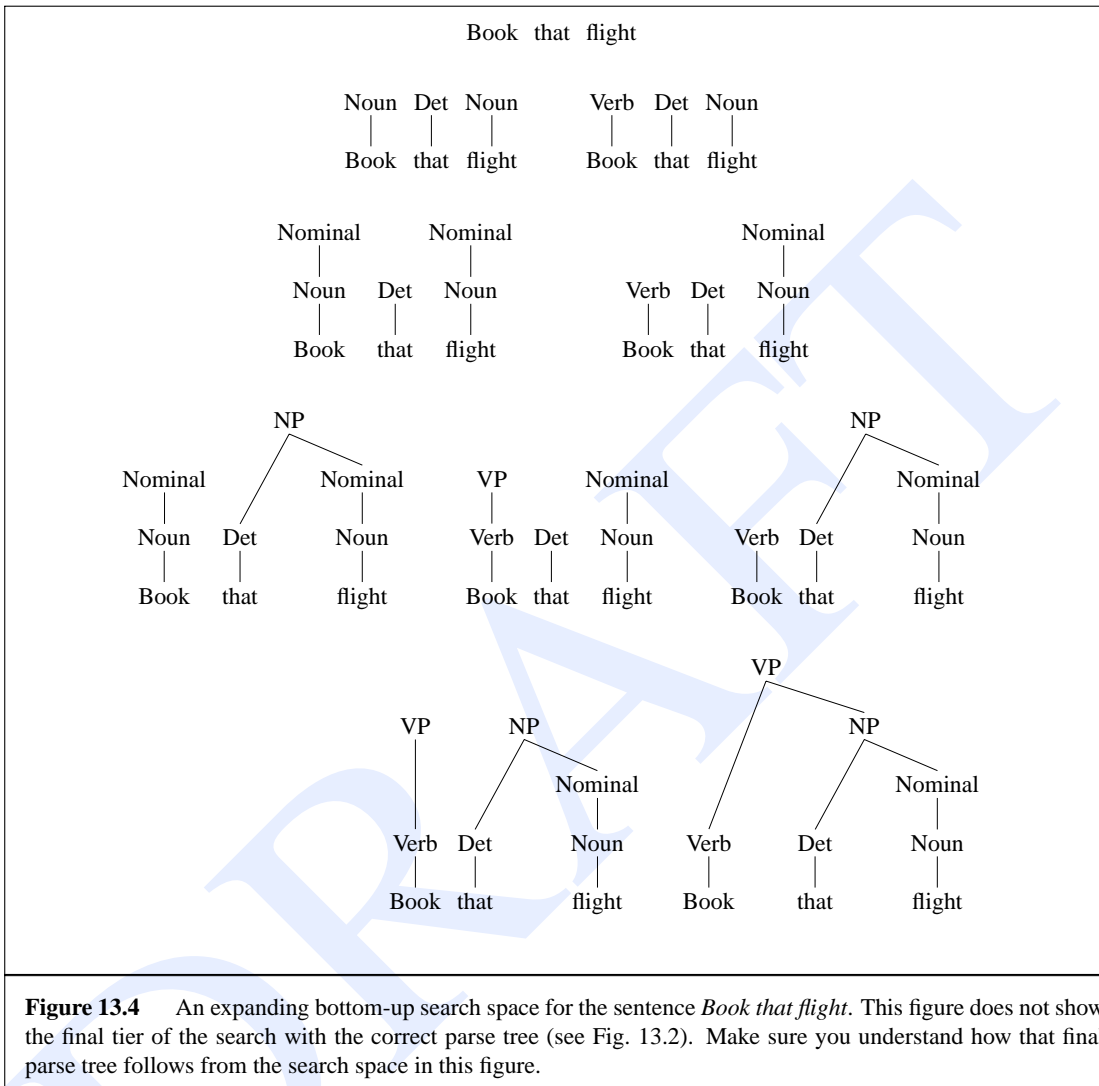 Book that flight
Noun Det Noun Verb Det Noun
Book that flight Book that flight
Nominal Nominal Nominal
Noun Det Noun Verb Det Noun
Book that flight Book that flight
NP NP
Nominal Nominal VP Nominal Nominal
Noun Det Noun Verb Det Noun Verb Det Noun
Book that flight Book that flight Book that flight
VP
VP NP NP
Nominal Nominal
Verb Det Noun Verb Det Noun
Book that flight Book that flight
Figure 13.4 An expanding bottom-up search space for the sentence Book that flight. This figure does not show
the final tier of the search with the correct parse tree (see Fig. 13.2). Make sure you understand how that final
parse tree follows from the search space in this figure.
DRAFT